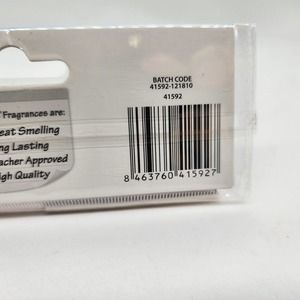 BATCH CODE
41592-121810
41592
Fragrances are:
eat Smelling
ng Lasting
acher Approved
igh Quality
8 463760 415927